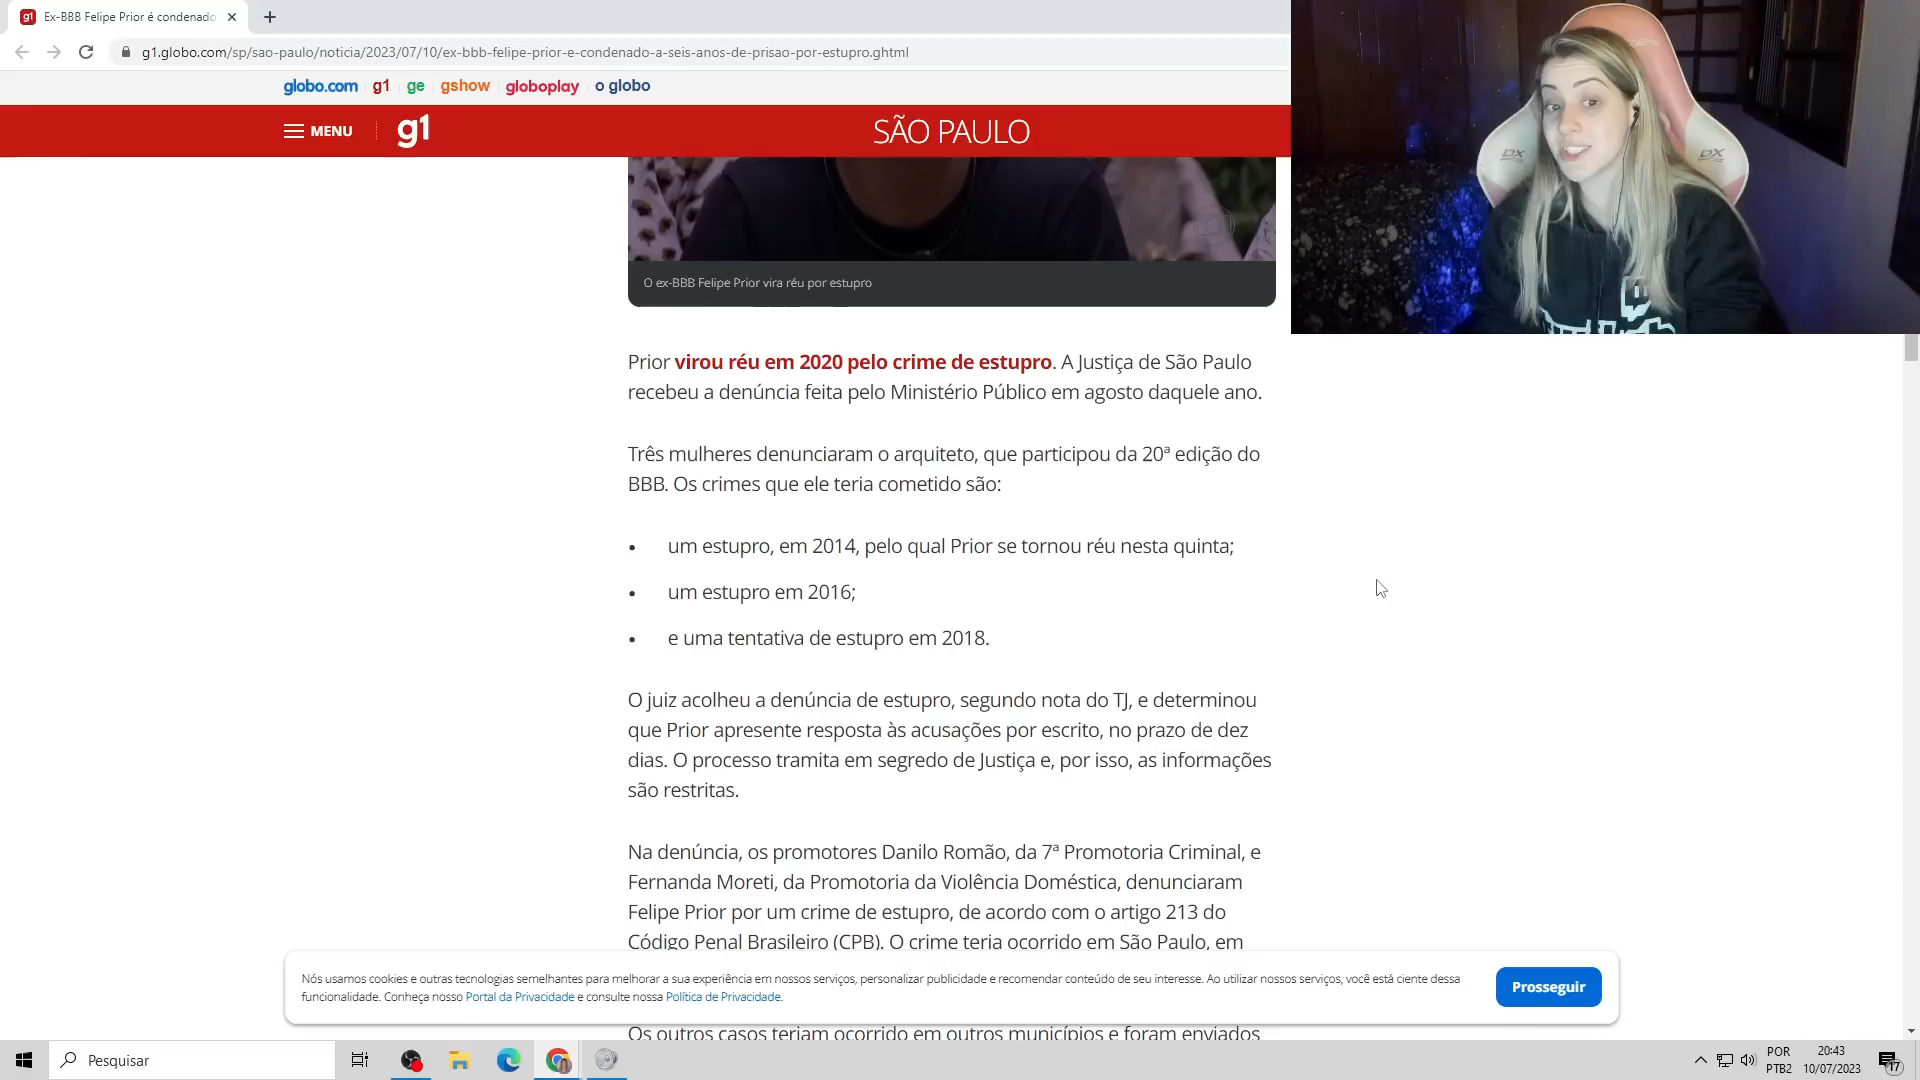 Ex-BBB Felipe Prior é condenado
g1.globo.com/sp/sao-paulo/noticia/2023/07/10/ex-bbb-felipe-prior-e-condenado-a-seis-anos-de-prisao-por-estupro.ghtml
globo.com g1 ge gshow globoplay o globo
MENU g1 SÃO PAULO
DX DX
O ex-BBB Felipe Prior vira réu por estupro
Prior virou réu em 2020 pelo crime de estupro. A Justiça de São Paulo
recebeu a denúncia feita pelo Ministério Público em agosto daquele ano.
Três mulheres denunciaram o arquiteto, que participou da 20ª edição do
BBB. Os crimes que ele teria cometido são:
• um estupro, em 2014, pelo qual Prior se tornou réu nesta quinta;
• um estupro em 2016;
• e uma tentativa de estupro em 2018.
O juiz acolheu a denúncia de estupro, segundo nota do TJ, e determinou
que Prior apresente resposta às acusações por escrito, no prazo de dez
dias. O processo tramita em segredo de Justiça e, por isso, as informações
são restritas.
Na denúncia, os promotores Danilo Romão, da 7ª Promotoria Criminal, e
Fernanda Moreti, da Promotoria da Violência Doméstica, denunciaram
Felipe Prior por um crime de estupro, de acordo com o artigo 213 do
Código Penal Brasileiro (CPB). O crime teria ocorrido em São Paulo, em
Nós usamos cookies e outras tecnologias semelhantes para melhorar a sua experiência em nossos serviços, personalizar publicidade e recomendar conteúdo de seu interesse. Ao utilizar nossos serviços, você está ciente dessa
funcionalidade. Conheça nosso Portal da Privacidade e consulte nossa Política de Privacidade.
Prosseguir
Os outros casos teriam ocorrido em outros municípios e foram enviados
Pesquisar
POR
PTB2
20:43
10/07/2023
17